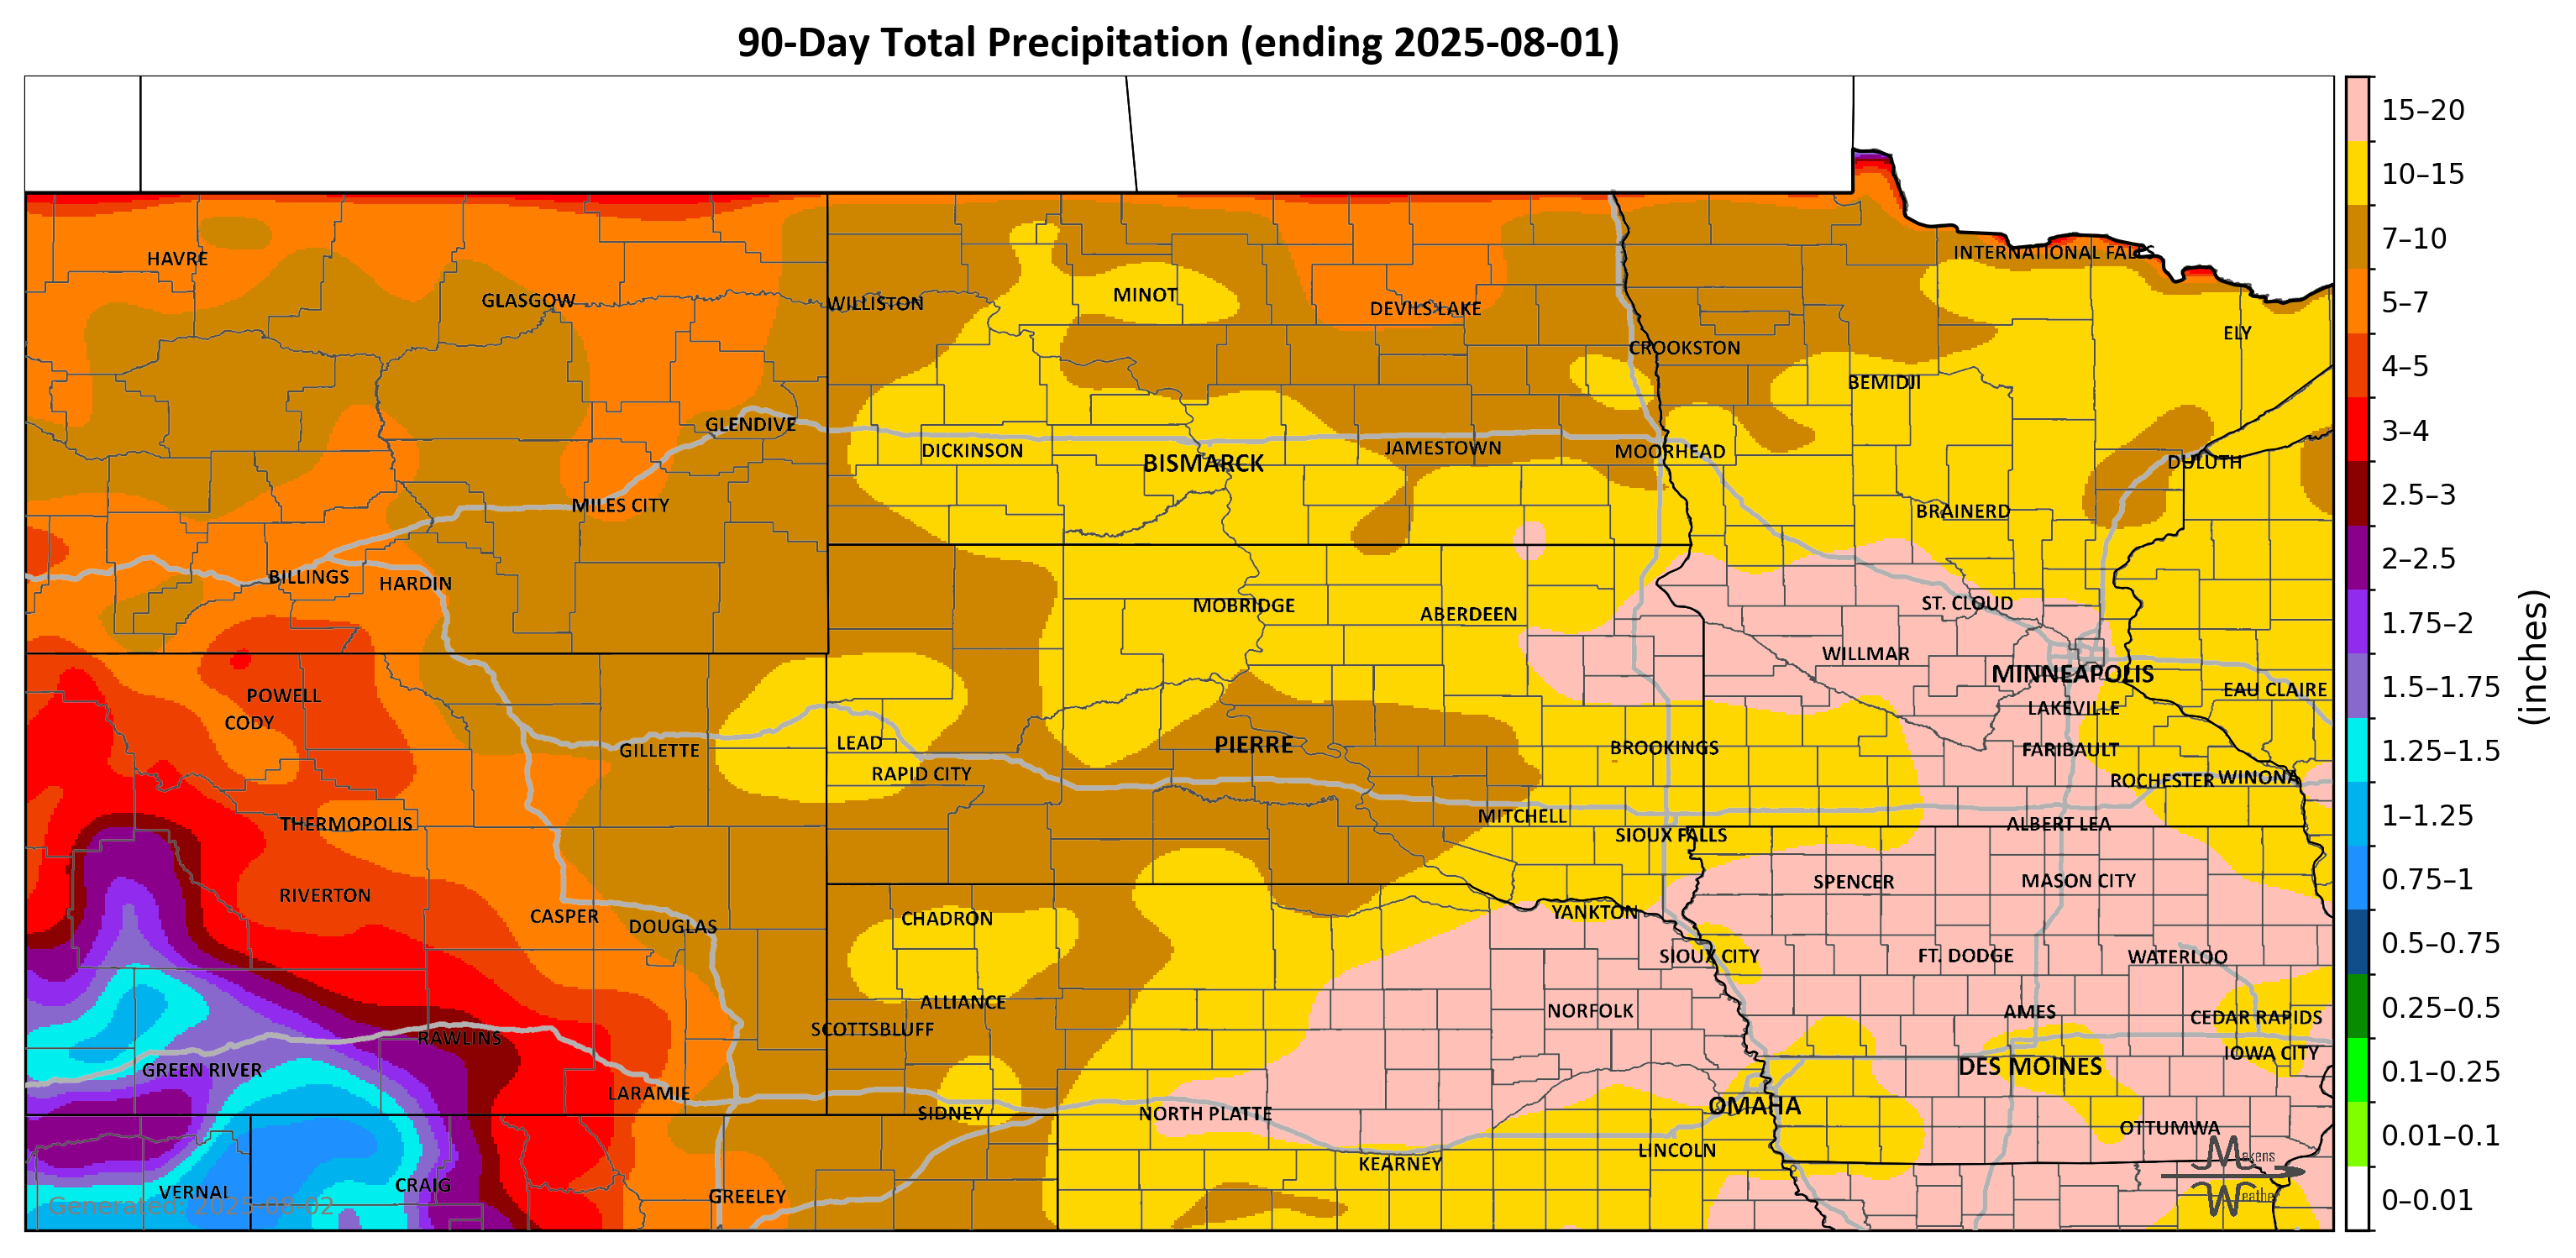 90-Day Total Precipitation (ending 2025-08-01)
15–20
10–15
7–10
5–7
4–5
3–4
2.5–3
2–2.5
1.75–2
1.5–1.75
1.25–1.5
1–1.25
0.75–1
0.5–0.75
0.25–0.5
0.1–0.25
0.01–0.1
0–0.01
(inches)
HAVRE
INTERNATIONAL FALLS
GLASGOW
WILLISTON
MINOT
DEVILS LAKE
ELY
CROOKSTON
BEMIDJI
GLENDIVE
DICKINSON
BISMARCK
JAMESTOWN
MOORHEAD
DULUTH
MILES CITY
BRAINERD
BILLINGS
HARDIN
MOBRIDGE
ABERDEEN
ST. CLOUD
WILLMAR
MINNEAPOLIS
EAU CLAIRE
POWELL
CODY
LAKEVILLE
GILLETTE
LEAD
PIERRE
BROOKINGS
FARIBAULT
RAPID CITY
ROCHESTER
WINONA
THERMOPOLIS
MITCHELL
SIOUX FALLS
ALBERT LEA
RIVERTON
SPENCER
MASON CITY
CASPER
DOUGLAS
CHADRON
YANKTON
SIOUX CITY
FT. DODGE
WATERLOO
ALLIANCE
NORFOLK
AMES
CEDAR RAPIDS
SCOTTSBLUFF
RAWLINS
IOWA CITY
GREEN RIVER
DES MOINES
LARAMIE
SIDNEY
NORTH PLATTE
OMAHA
OTTUMWA
LINCOLN
KEARNEY
VERNAL
CRAIG
GREELEY
Generated: 2025-08-02
Makens
Weather